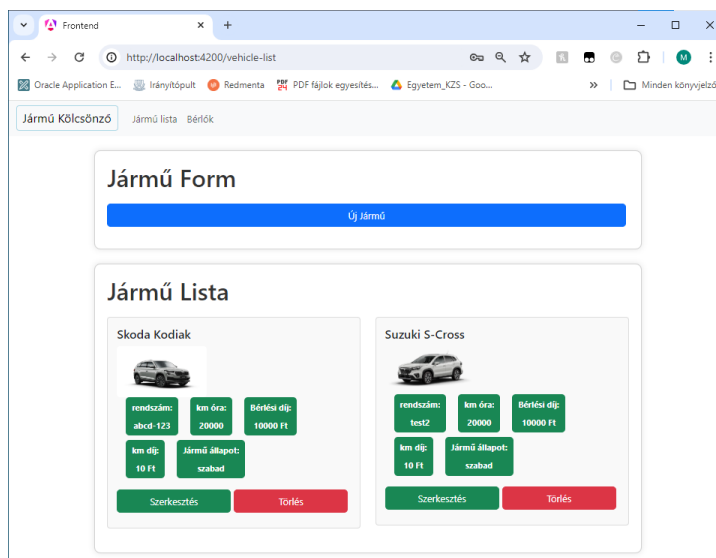 Frontend
http://localhost:4200/vehicle-list
M
Oracle Application E...
Irányítópult
Redmenta
PDF fájlok egyesítés...
Egyetem_KZS - Goo...
Minden könyvjelző
Jármű Kölcsönző
Jármű lista
Bérlők
Jármű Form
Új Jármű
Jármű Lista
Skoda Kodiak
rendszám:
abcd-123
km óra:
20000
Bérlési díj:
10000 Ft
km díj:
10 Ft
Jármű állapot:
szabad
Szerkesztés
Törlés
Suzuki S-Cross
rendszám:
test2
km óra:
20000
Bérlési díj:
10000 Ft
km díj:
10 Ft
Jármű állapot:
szabad
Szerkesztés
Törlés